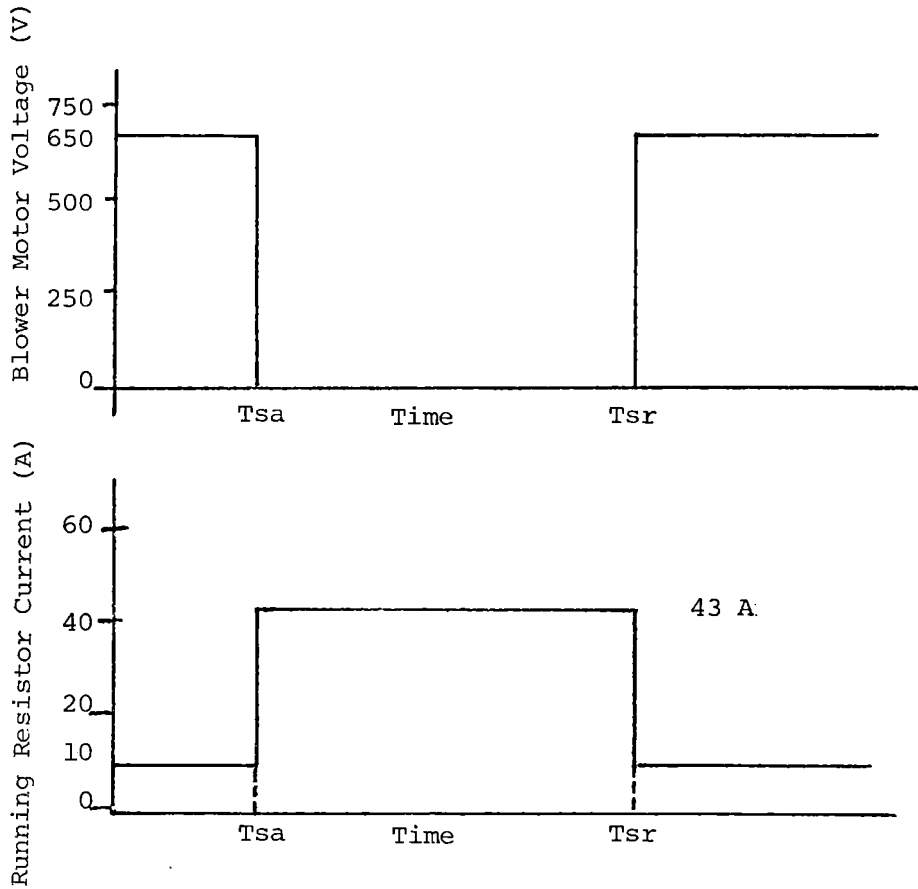 Blower Motor Voltage (V)
750
650
500
250
0
Tsa Time Tsr
Running Resistor Current (A)
60
43 A
40
20
10
0
Tsa Time Tsr